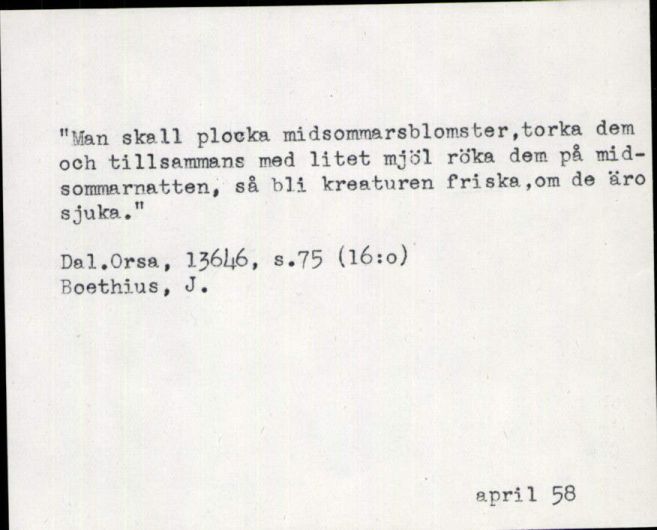 "Man skall plocka midsommarsblomster,torka dem
och tillsammans med litet mjöl röka dem på mid-
sommarnatten, så bli kreaturen friska,om de äro
sjuka."
Dal.Orsa, 13646, s.75 (16:o)
Boethius, J.
april 58